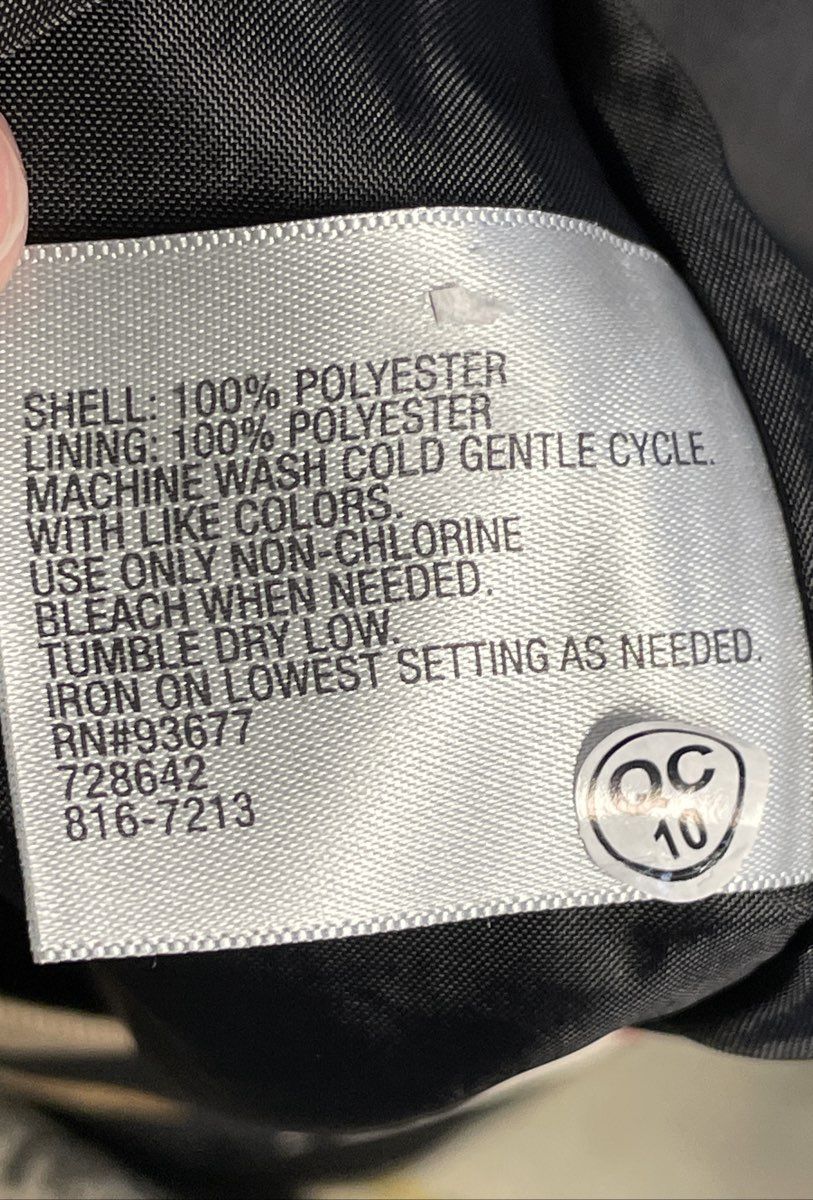 SHELL: 100% POLYESTER
LINING: 100% POLYESTER
MACHINE WASH COLD GENTLE CYCLE.
WITH LIKE COLORS.
USE ONLY NON-CHLORINE
BLEACH WHEN NEEDED.
TUMBLE DRY LOW.
IRON ON LOWEST SETTING AS NEEDED.
RN#93677
728642
816-7213
QC
10